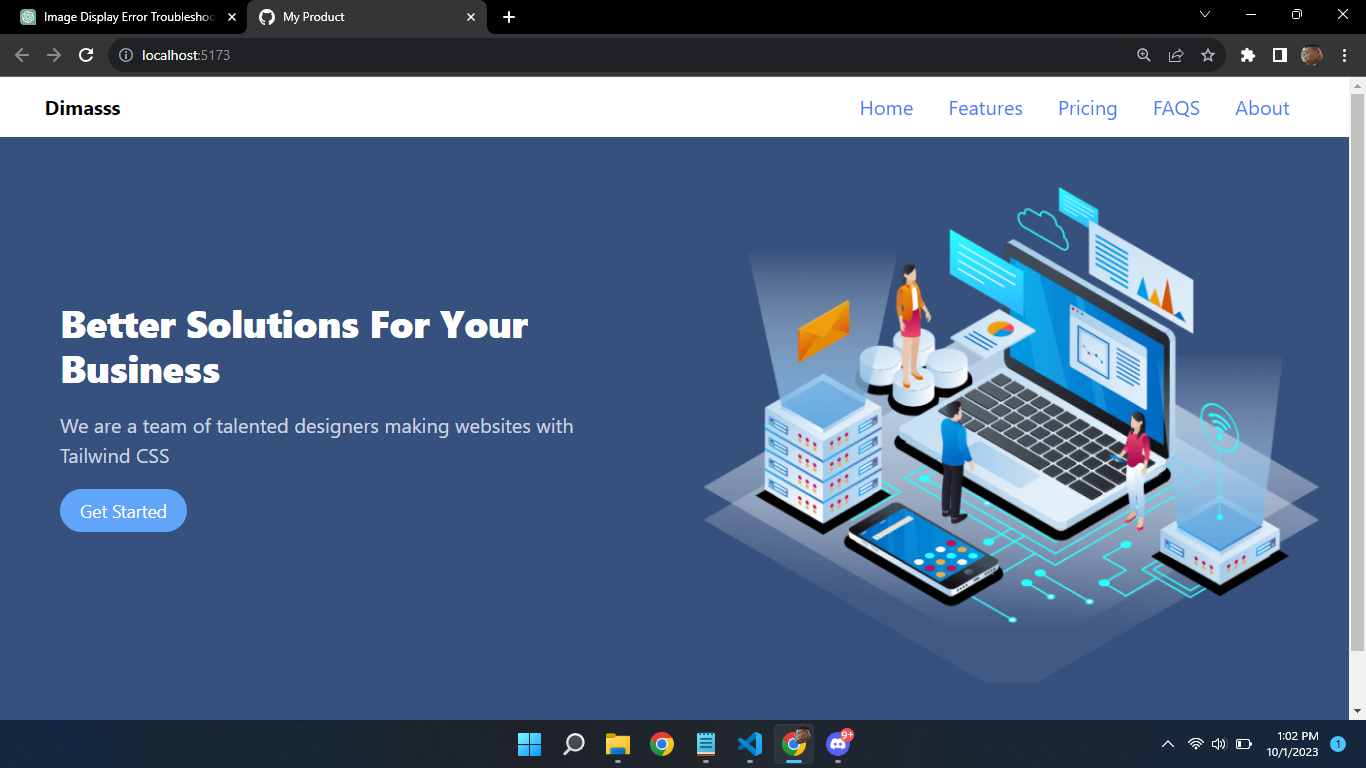 Image Display Error Troubleshoo
My Product
localhost:5173
Dimasss
Home Features Pricing FAQS About
Better Solutions For Your
Business
We are a team of talented designers making websites with
Tailwind CSS
Get Started
9+
1:02 PM
10/1/2023
1